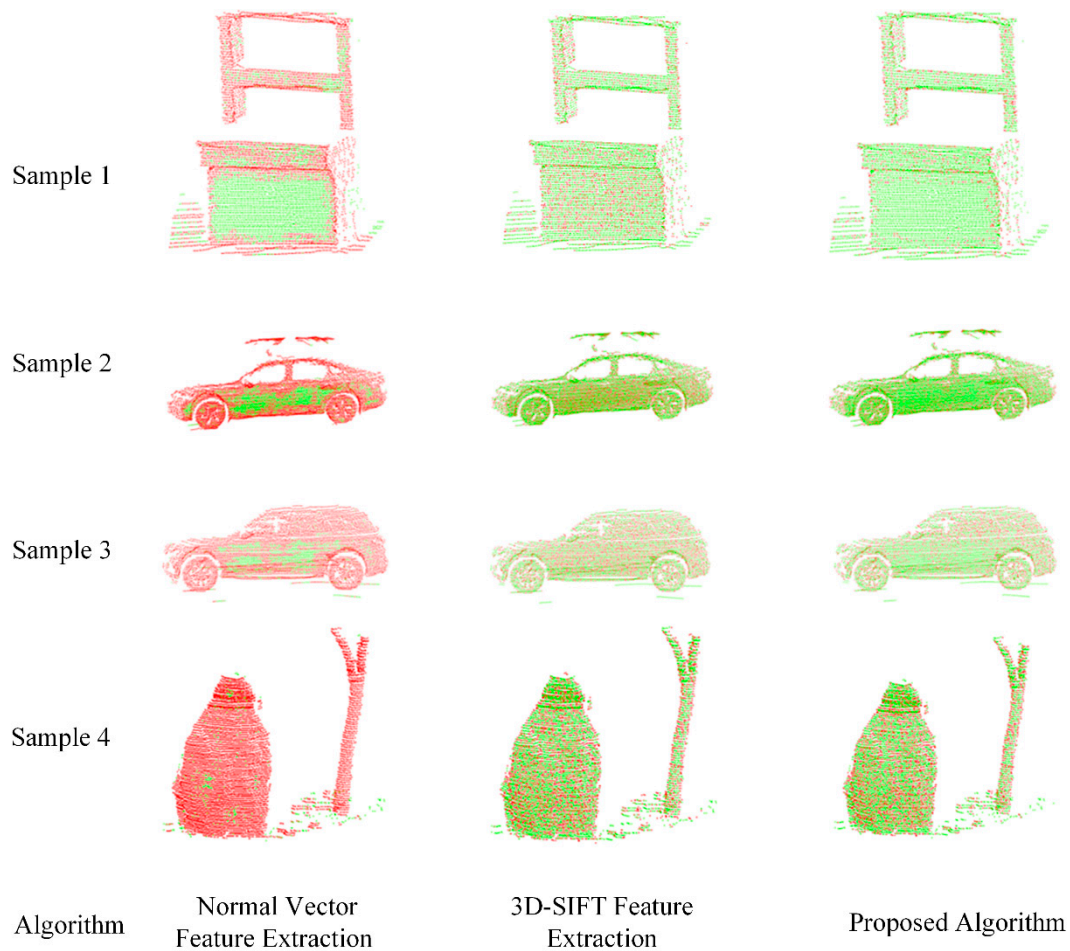 Sample 1
Sample 2
Sample 3
Sample 4
Algorithm
Normal Vector
Feature Extraction
3D-SIFT Feature
Extraction
Proposed Algorithm